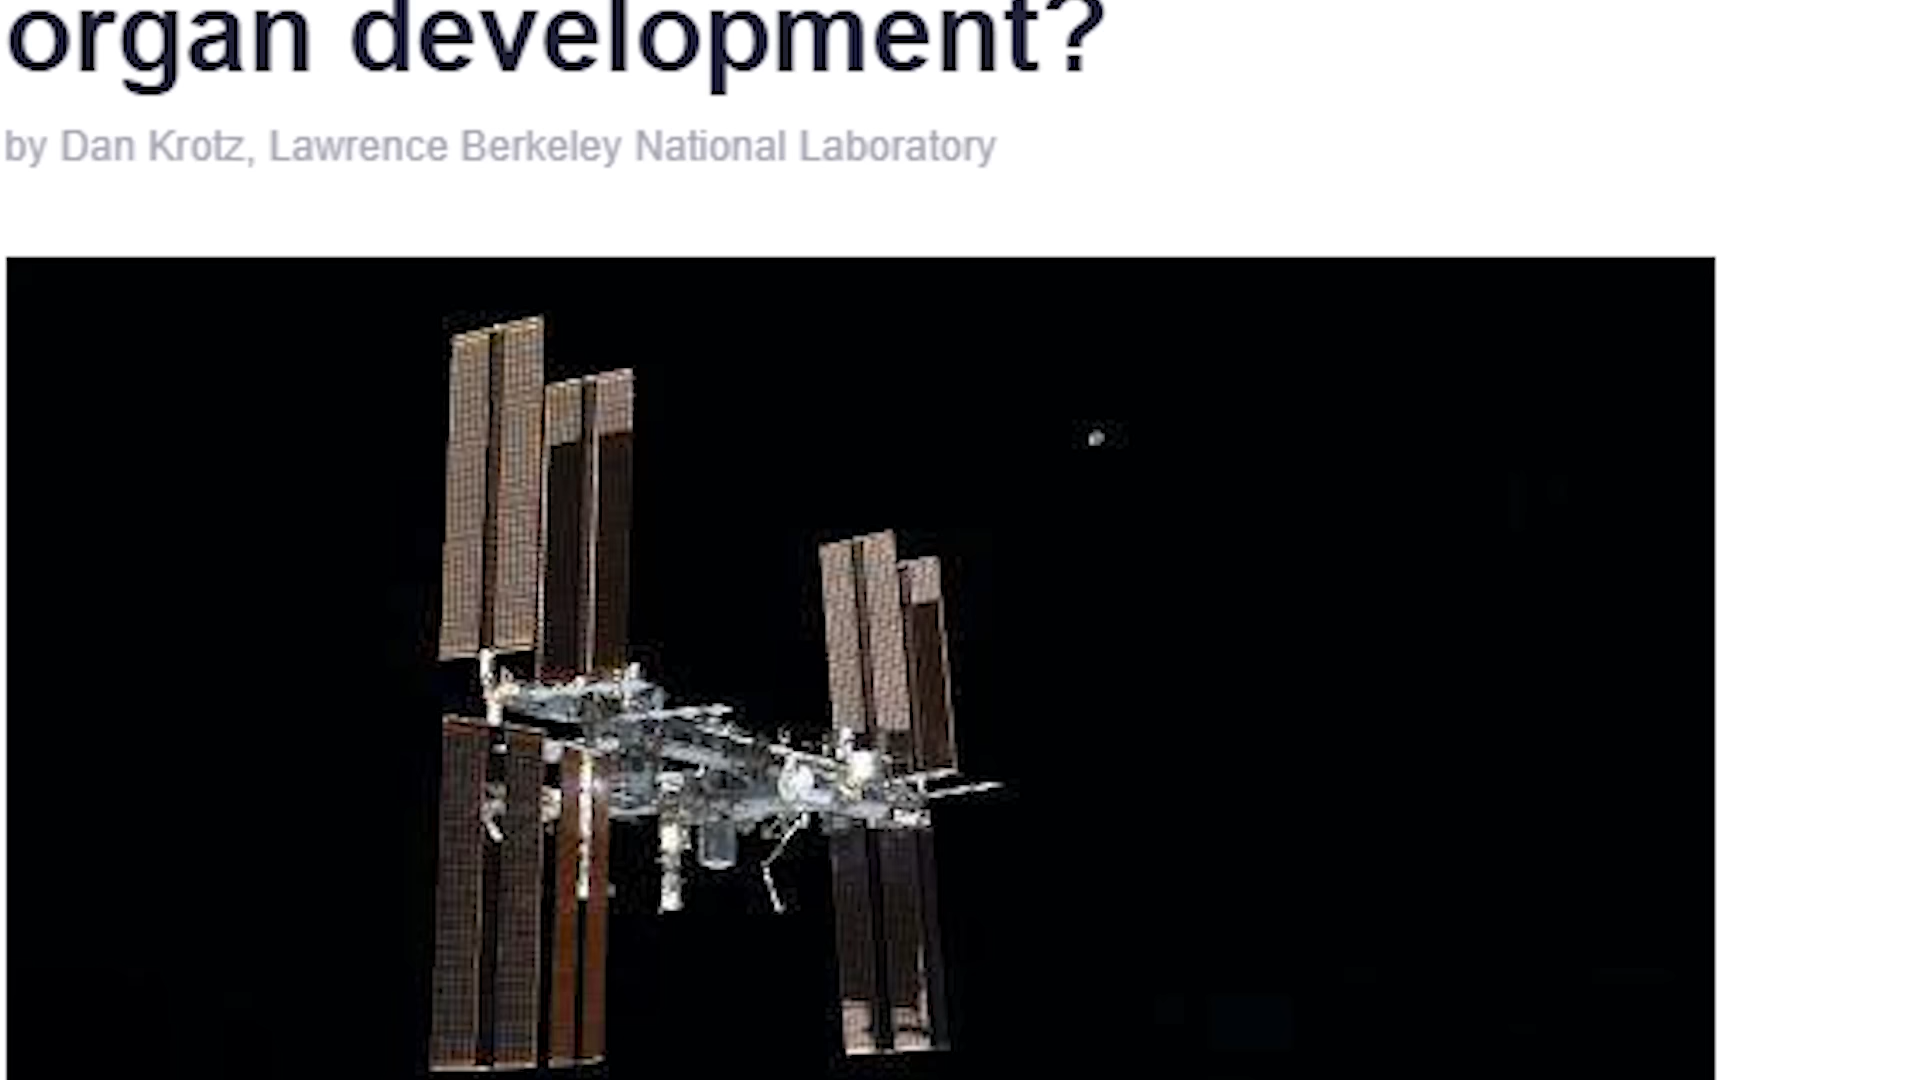 organ development?
by Dan Krotz, Lawrence Berkeley National Laboratory